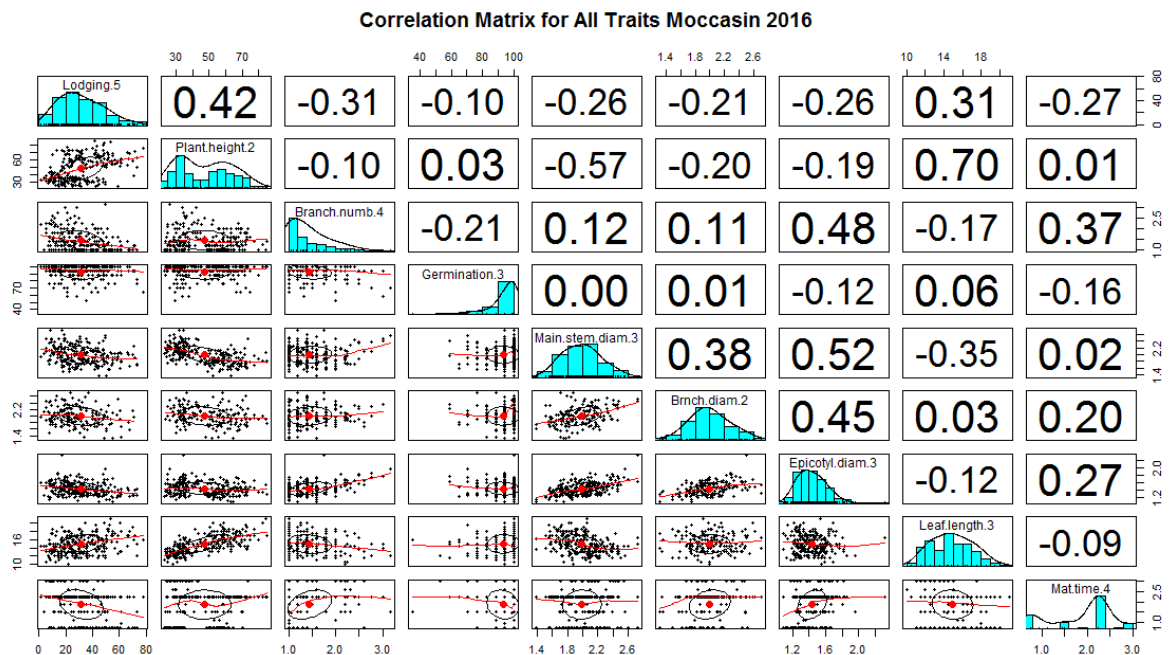 Correlation Matrix for All Traits Moccasin 2016
30 50 70
40 60 80 100
1.4 1.8 2.2 2.6
10 14 18
Lodging.5 0.42 -0.31 -0.10 -0.26 -0.21 -0.26 0.31 -0.27 0 40 80
30 60 Plant.height.2 -0.10 0.03 -0.57 -0.20 -0.19 0.70 0.01
Branch.numb.4 -0.21 0.12 0.11 0.48 -0.17 0.37 1.0 2.5
40 70 Germination.3 0.00 0.01 -0.12 0.06 -0.16
Main.stem.diam.3 0.38 0.52 -0.35 0.02 1.4 2.2
1.4 2.2 Brnch.diam.2 0.45 0.03 0.20
Epicotyl.diam.3 -0.12 0.27 1.2 2.0
10 16 Leaf.length.3 -0.09
Mat.time.4 1.0 2.5
0 20 40 60 80
1.0 1.5 2.0 2.5 3.0
1.4 1.8 2.2 2.6
1.2 1.6 2.0
1.0 2.0 3.0